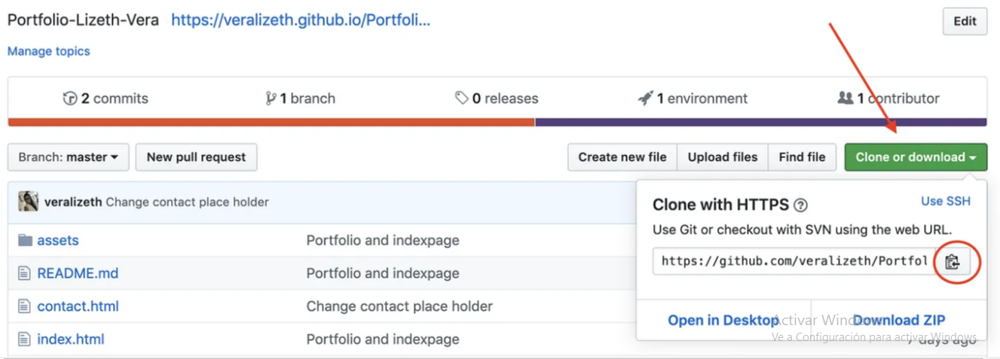 Portfolio-Lizeth-Vera https://veralizeth.github.io/Portfoli... Edit
Manage topics
2 commits 1 branch 0 releases 1 environment 1 contributor
Branch: master New pull request Create new file Upload files Find file Clone or download
veralizeth Change contact place holder
Clone with HTTPS Use SSH
Use Git or checkout with SVN using the web URL.
https://github.com/veralizeth/Portfol
assets Portfolio and indexpage
README.md Portfolio and indexpage
contact.html Change contact place holder
index.html Portfolio and indexpage
Open in Desktop Download ZIP
Activar Windows
Ve a Configuración para activar Windows.
7 days ago